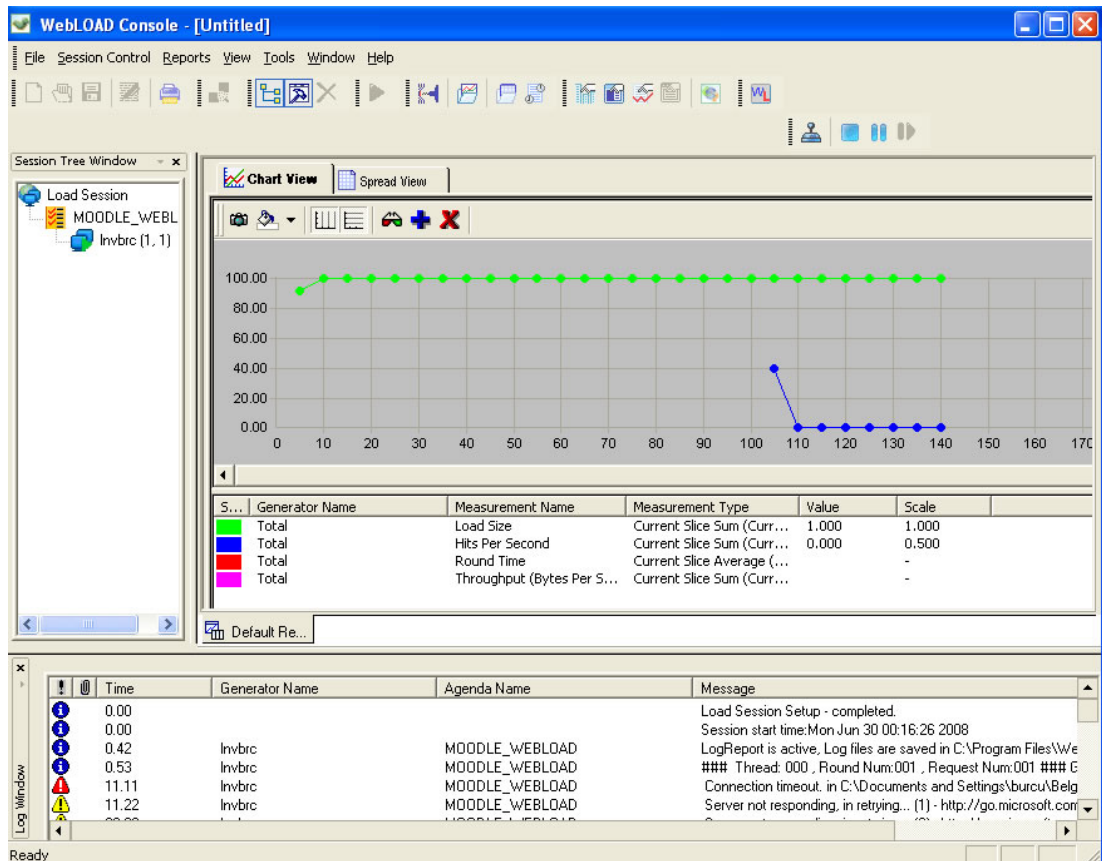 WebLOAD Console - [Untitled]
File Session Control Reports View Tools Window Help
Session Tree Window
Load Session
MOODLE_WEBL
Invbrc (1, 1)
Chart View Spread View
100.00
80.00
60.00
40.00
20.00
0.00
0 10 20 30 40 50 60 70 80 90 100 110 120 130 140 150 160 170
S... Generator Name Measurement Name Measurement Type Value Scale
Total Load Size Current Slice Sum (Curr... 1.000 1.000
Total Hits Per Second Current Slice Sum (Curr... 0.000 0.500
Total Round Time Current Slice Average (... -
Total Throughput (Bytes Per S... Current Slice Sum (Curr... -
Default Re...
Log Window
Time Generator Name Agenda Name Message
0.00 Load Session Setup - completed.
0.00 Session start time:Mon Jun 30 00:16:26 2008
0.42 Invbrc MOODLE_WEBLOAD LogReport is active, Log files are saved in C:\Program Files\We
0.53 Invbrc MOODLE_WEBLOAD ### Thread: 000 , Round Num:001 , Request Num:001 ### G
11.11 Invbrc MOODLE_WEBLOAD Connection timeout. in C:\Documents and Settings\burcu\Belg
11.22 Invbrc MOODLE_WEBLOAD Server not responding, in retrying... (1) - http://go.microsoft.com
Ready